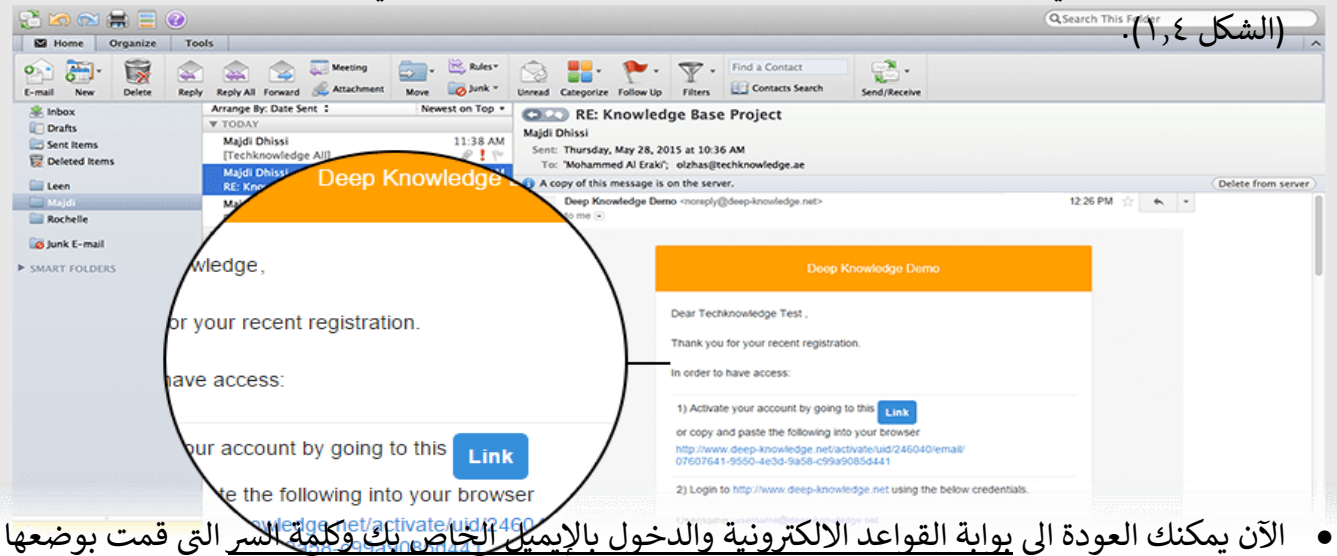 (الشكل ١,٤).
Search This Folder
Home Organize Tools
E-mail New Delete Reply Reply All Forward Meeting Attachment Move Rules Junk Unread Categorize Follow Up Filters Find a Contact Contacts Search Send/Receive
Inbox
Drafts
Sent Items
Deleted Items
Leen
Majdi
Rochelle
Junk E-mail
SMART FOLDERS
Arrange By: Date Sent Newest on Top
TODAY
Majdi Dhissi 11:38 AM
[Techknowledge All]
Majdi Dhissi
RE: Kno
RE: Knowledge Base Project
Majdi Dhissi
Sent: Thursday, May 28, 2015 at 10:36 AM
To: 'Mohammed Al Eraki'; olzhas@techknowledge.ae
A copy of this message is on the server. Delete from server
Deep Knowledge Demo <noreply@deep-knowledge.net> 12:26 PM
to me
Deep Knowledge
wledge,
or your recent registration.
have access:
our account by going to this Link
te the following into your browser
owledge.net/activate/uid/2460
Deep Knowledge Demo
Dear Techknowledge Test ,
Thank you for your recent registration.
In order to have access:
1) Activate your account by going to this Link
or copy and paste the following into your browser
http://www.deep-knowledge.net/activate/uid/246040/email/
07607641-9550-4e3d-9a58-c99a9085d441
2) Login to http://www.deep-knowledge.net using the below credentials.
• الآن يمكنك العودة الى بوابة القواعد الالكترونية والدخول بالإيميل الخاص بك وكلمة السر التي قمت بوضعها